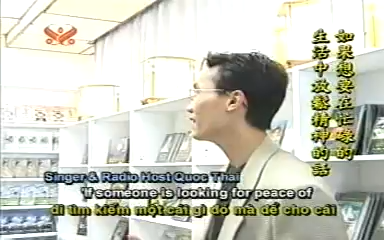 如果想要在忙碌的
生活中放鬆精神的話
Singer & Radio Host Quoc Thai
'If someone is looking for peace of
đi tìm kiếm một cái gì đó mà để cho cái